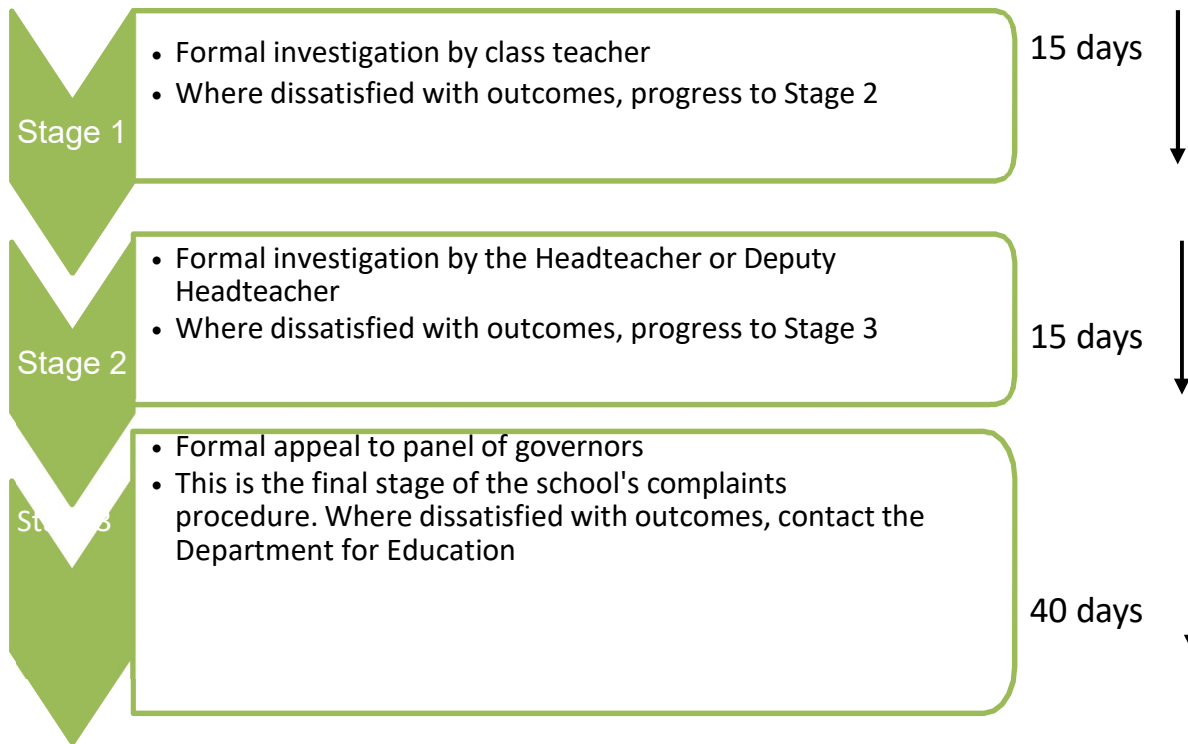 Stage 1
• Formal investigation by class teacher
• Where dissatisfied with outcomes, progress to Stage 2
15 days
Stage 2
• Formal investigation by the Headteacher or Deputy
Headteacher
• Where dissatisfied with outcomes, progress to Stage 3
15 days
Stage 3
• Formal appeal to panel of governors
• This is the final stage of the school's complaints
procedure. Where dissatisfied with outcomes, contact the
Department for Education
40 days